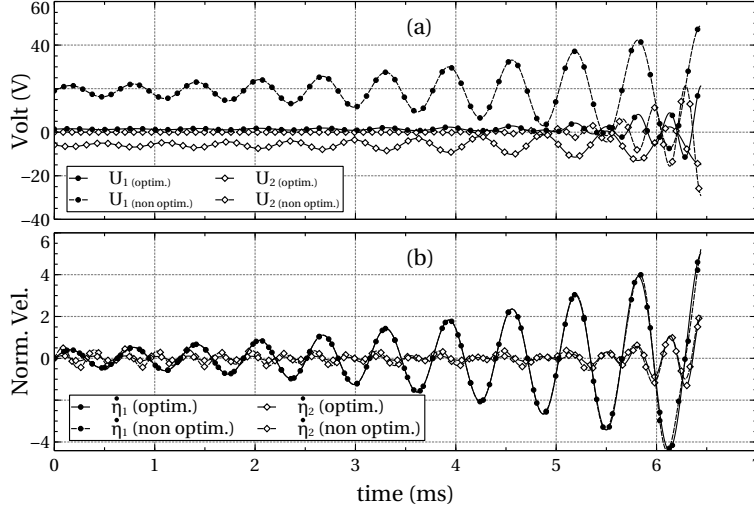 (a)
60
40
20
0
−20
−40
Volt (V)
U1 (optim.) U2 (optim.)
U1 (non optim.) U2 (non optim.)
(b)
6
4
2
0
−2
−4
Norm. Vel.
η̇1 (optim.) η̇2 (optim.)
η̇1 (non optim.) η̇2 (non optim.)
0 1 2 3 4 5 6
time (ms)